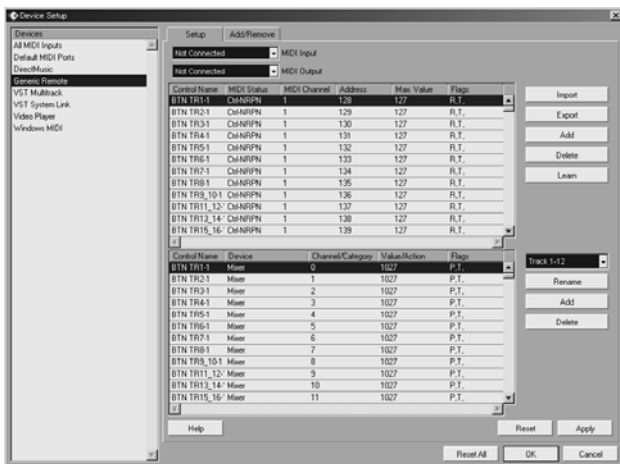 Device Setup
Devices
All MIDI Inputs
Default MIDI Ports
DirectMusic
Generic Remote
VST Multitrack
VST System Link
Video Player
Windows MIDI
Setup Add/Remove
Not Connected MIDI Input
Not Connected MIDI Output
Control Name MIDI Status MIDI Channel Address Max. Value Flags
BTN TR1-1 Ctrl-NRPN 1 128 127 R,T,
BTN TR2-1 Ctrl-NRPN 1 129 127 R,T,
BTN TR3-1 Ctrl-NRPN 1 130 127 R,T,
BTN TR4-1 Ctrl-NRPN 1 131 127 R,T,
BTN TR5-1 Ctrl-NRPN 1 132 127 R,T,
BTN TR6-1 Ctrl-NRPN 1 133 127 R,T,
BTN TR7-1 Ctrl-NRPN 1 134 127 R,T,
BTN TR8-1 Ctrl-NRPN 1 135 127 R,T,
BTN TR9_10-1 Ctrl-NRPN 1 136 127 R,T,
BTN TR11_12-1 Ctrl-NRPN 1 137 127 R,T,
BTN TR13_14-1 Ctrl-NRPN 1 138 127 R,T,
BTN TR15_16-1 Ctrl-NRPN 1 139 127 R,T,
Import
Export
Add
Delete
Learn
Control Name Device Channel/Category Value/Action Flags
BTN TR1-1 Mixer 0 1027 P,T,
BTN TR2-1 Mixer 1 1027 P,T,
BTN TR3-1 Mixer 2 1027 P,T,
BTN TR4-1 Mixer 3 1027 P,T,
BTN TR5-1 Mixer 4 1027 P,T,
BTN TR6-1 Mixer 5 1027 P,T,
BTN TR7-1 Mixer 6 1027 P,T,
BTN TR8-1 Mixer 7 1027 P,T,
BTN TR9_10-1 Mixer 8 1027 P,T,
BTN TR11_12-1 Mixer 9 1027 P,T,
BTN TR13_14-1 Mixer 10 1027 P,T,
BTN TR15_16-1 Mixer 11 1027 P,T,
Track 1-12
Rename
Add
Delete
Help Reset Apply
Reset All OK Cancel